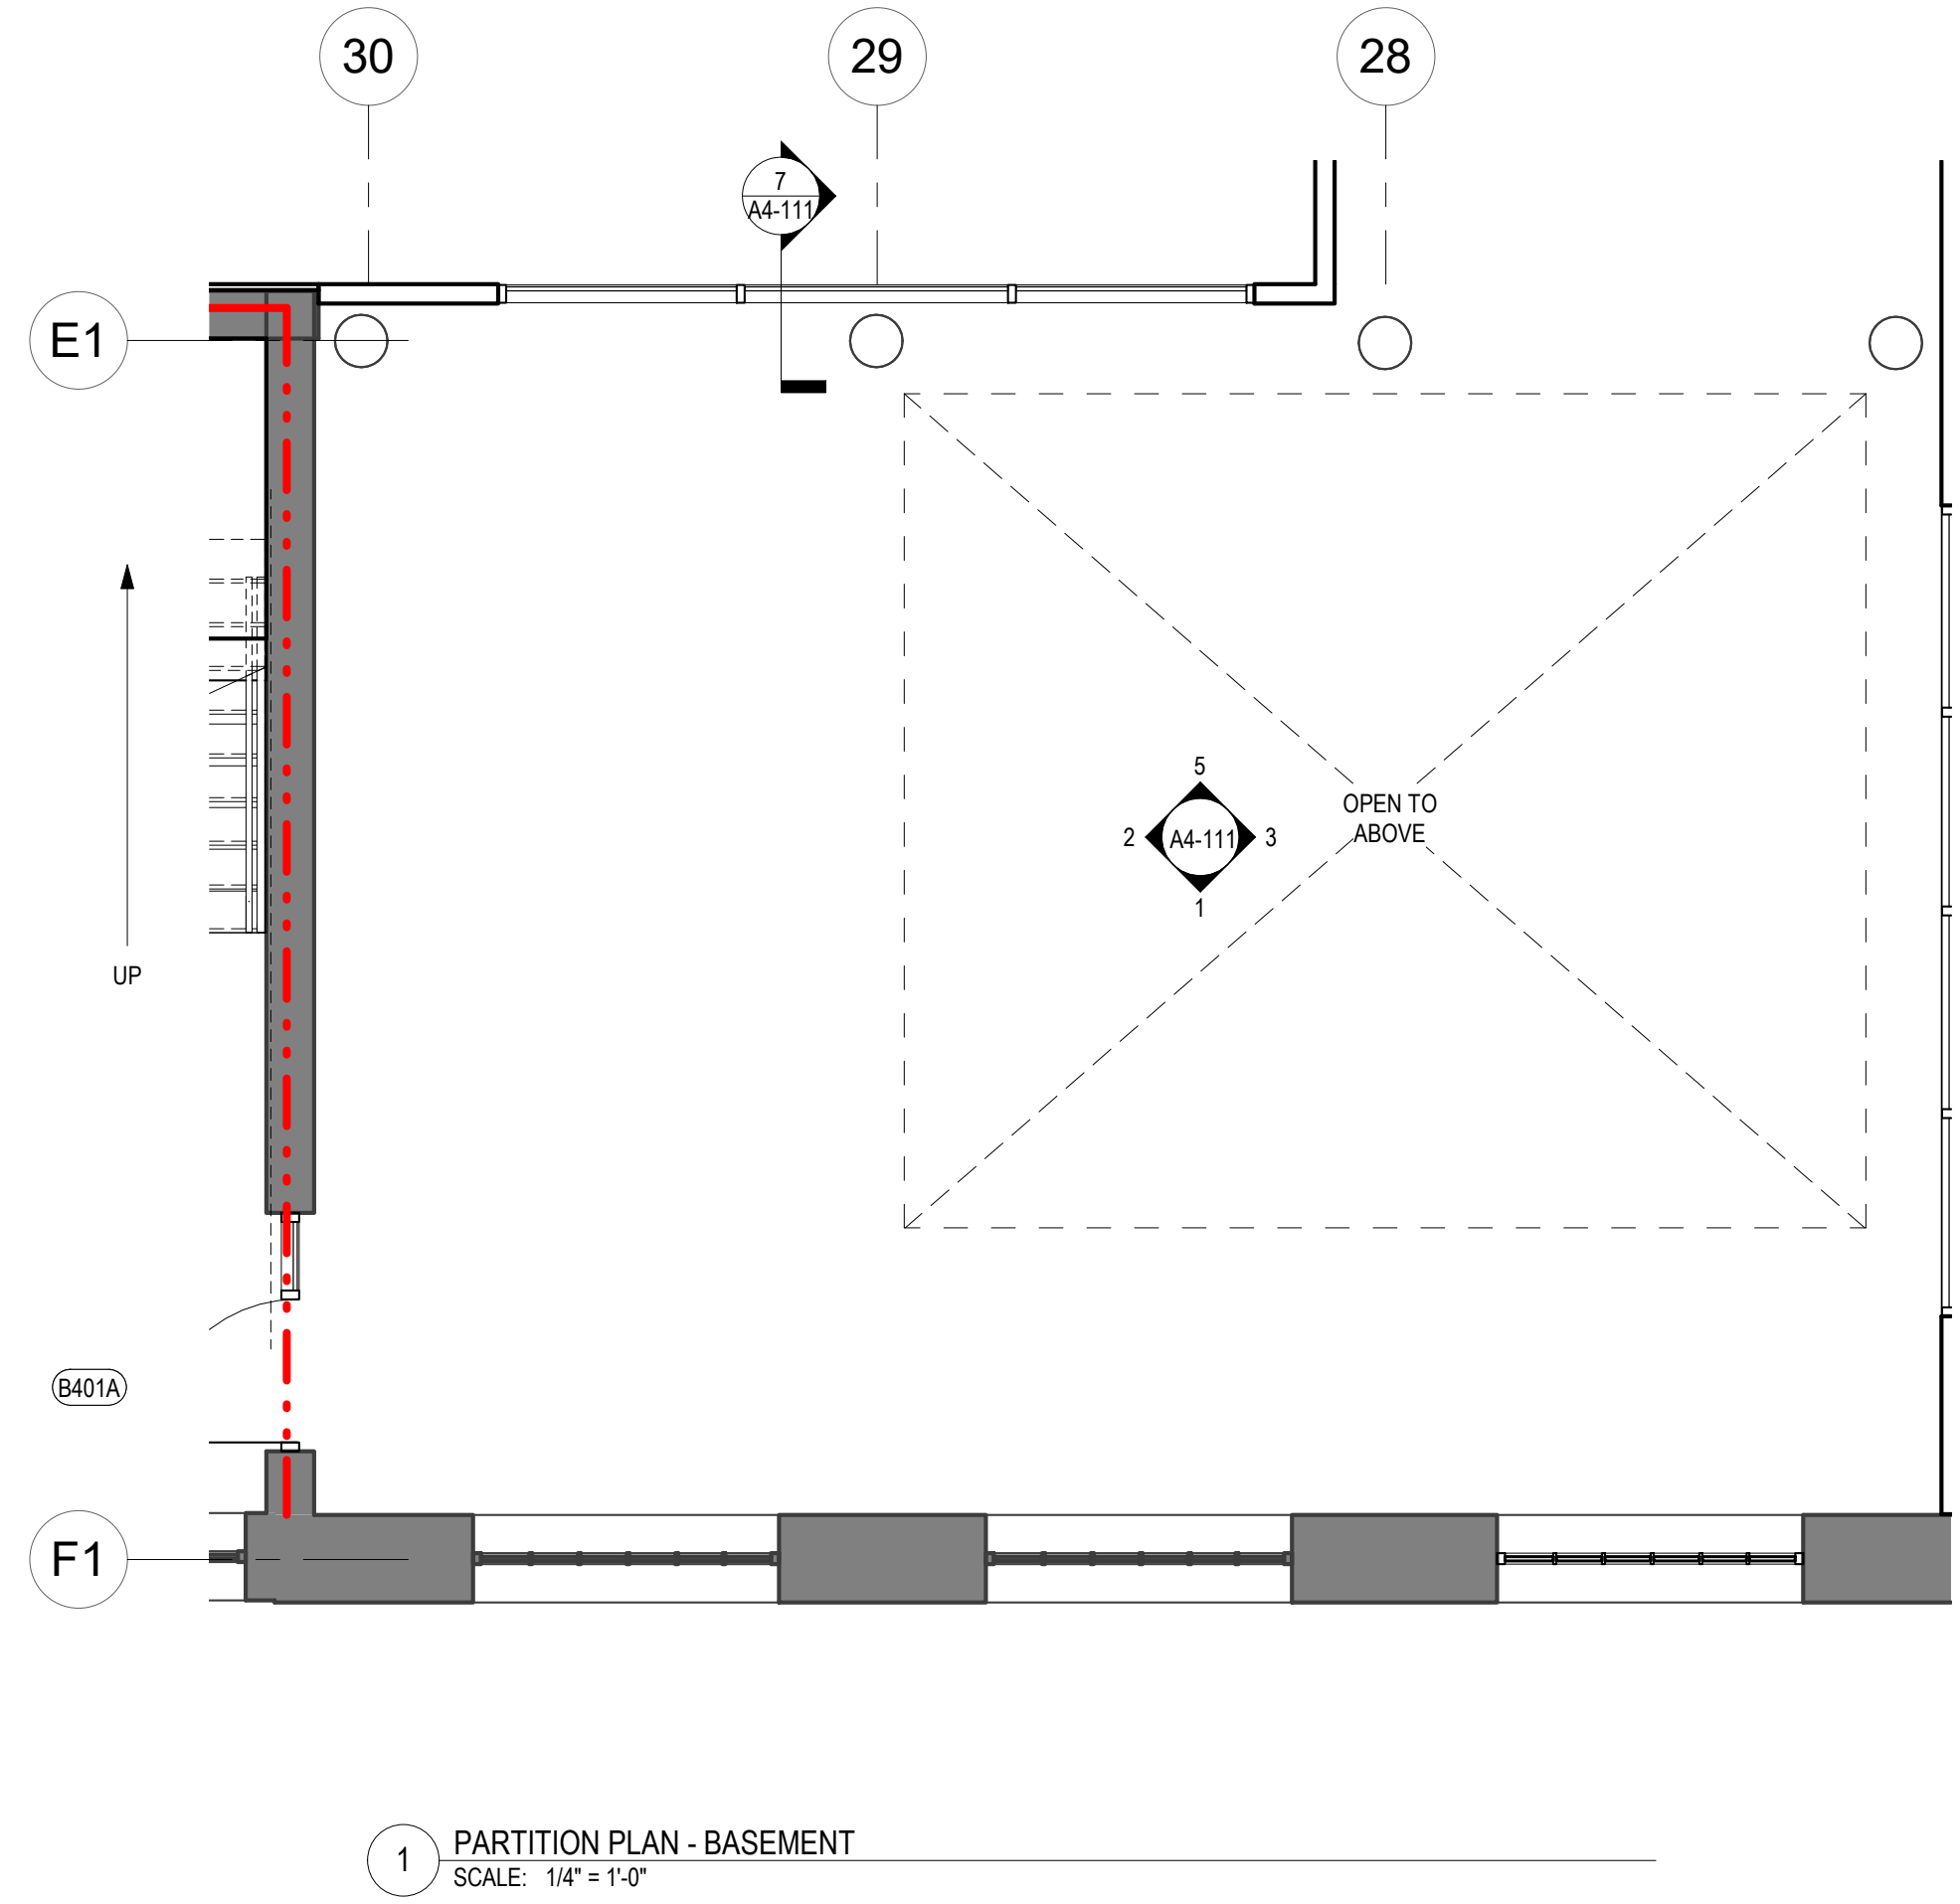 30
29
28
7
A4-111
E1
5
OPEN TO
ABOVE
2
A4-111
3
1
UP
B401A
F1
1
PARTITION PLAN - BASEMENT
SCALE: 1/4" = 1'-0"